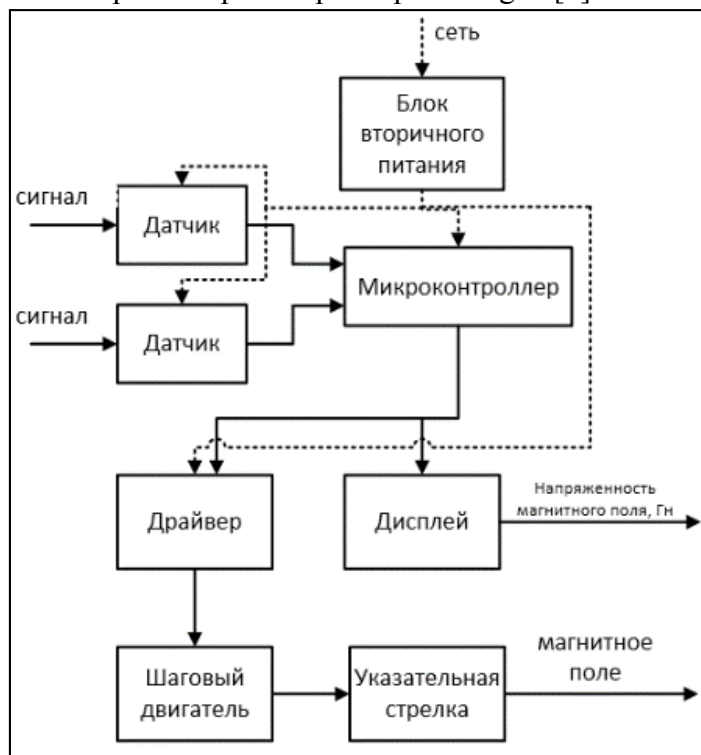 сеть
Блок
вторичного
питания
сигнал
Датчик
Микроконтроллер
сигнал
Датчик
Драйвер
Дисплей
Напряженность
магнитного поля, Гн
Шаговый
двигатель
Указательная
стрелка
магнитное
поле